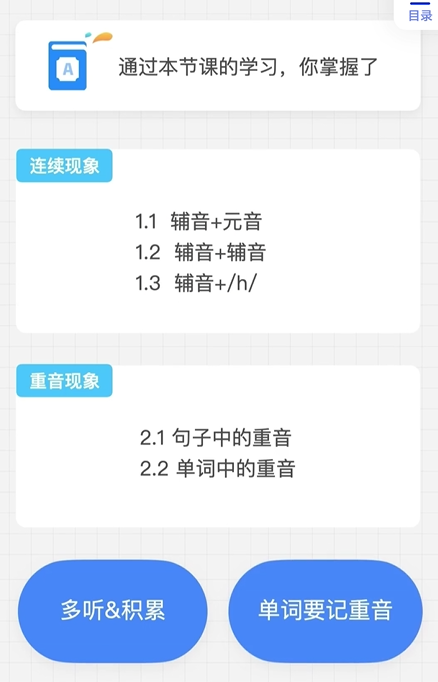 目录
A
通过本节课的学习，你掌握了
连续现象
1.1 辅音+元音
1.2 辅音+辅音
1.3 辅音+/h/
重音现象
2.1 句子中的重音
2.2 单词中的重音
多听&积累
单词要记重音